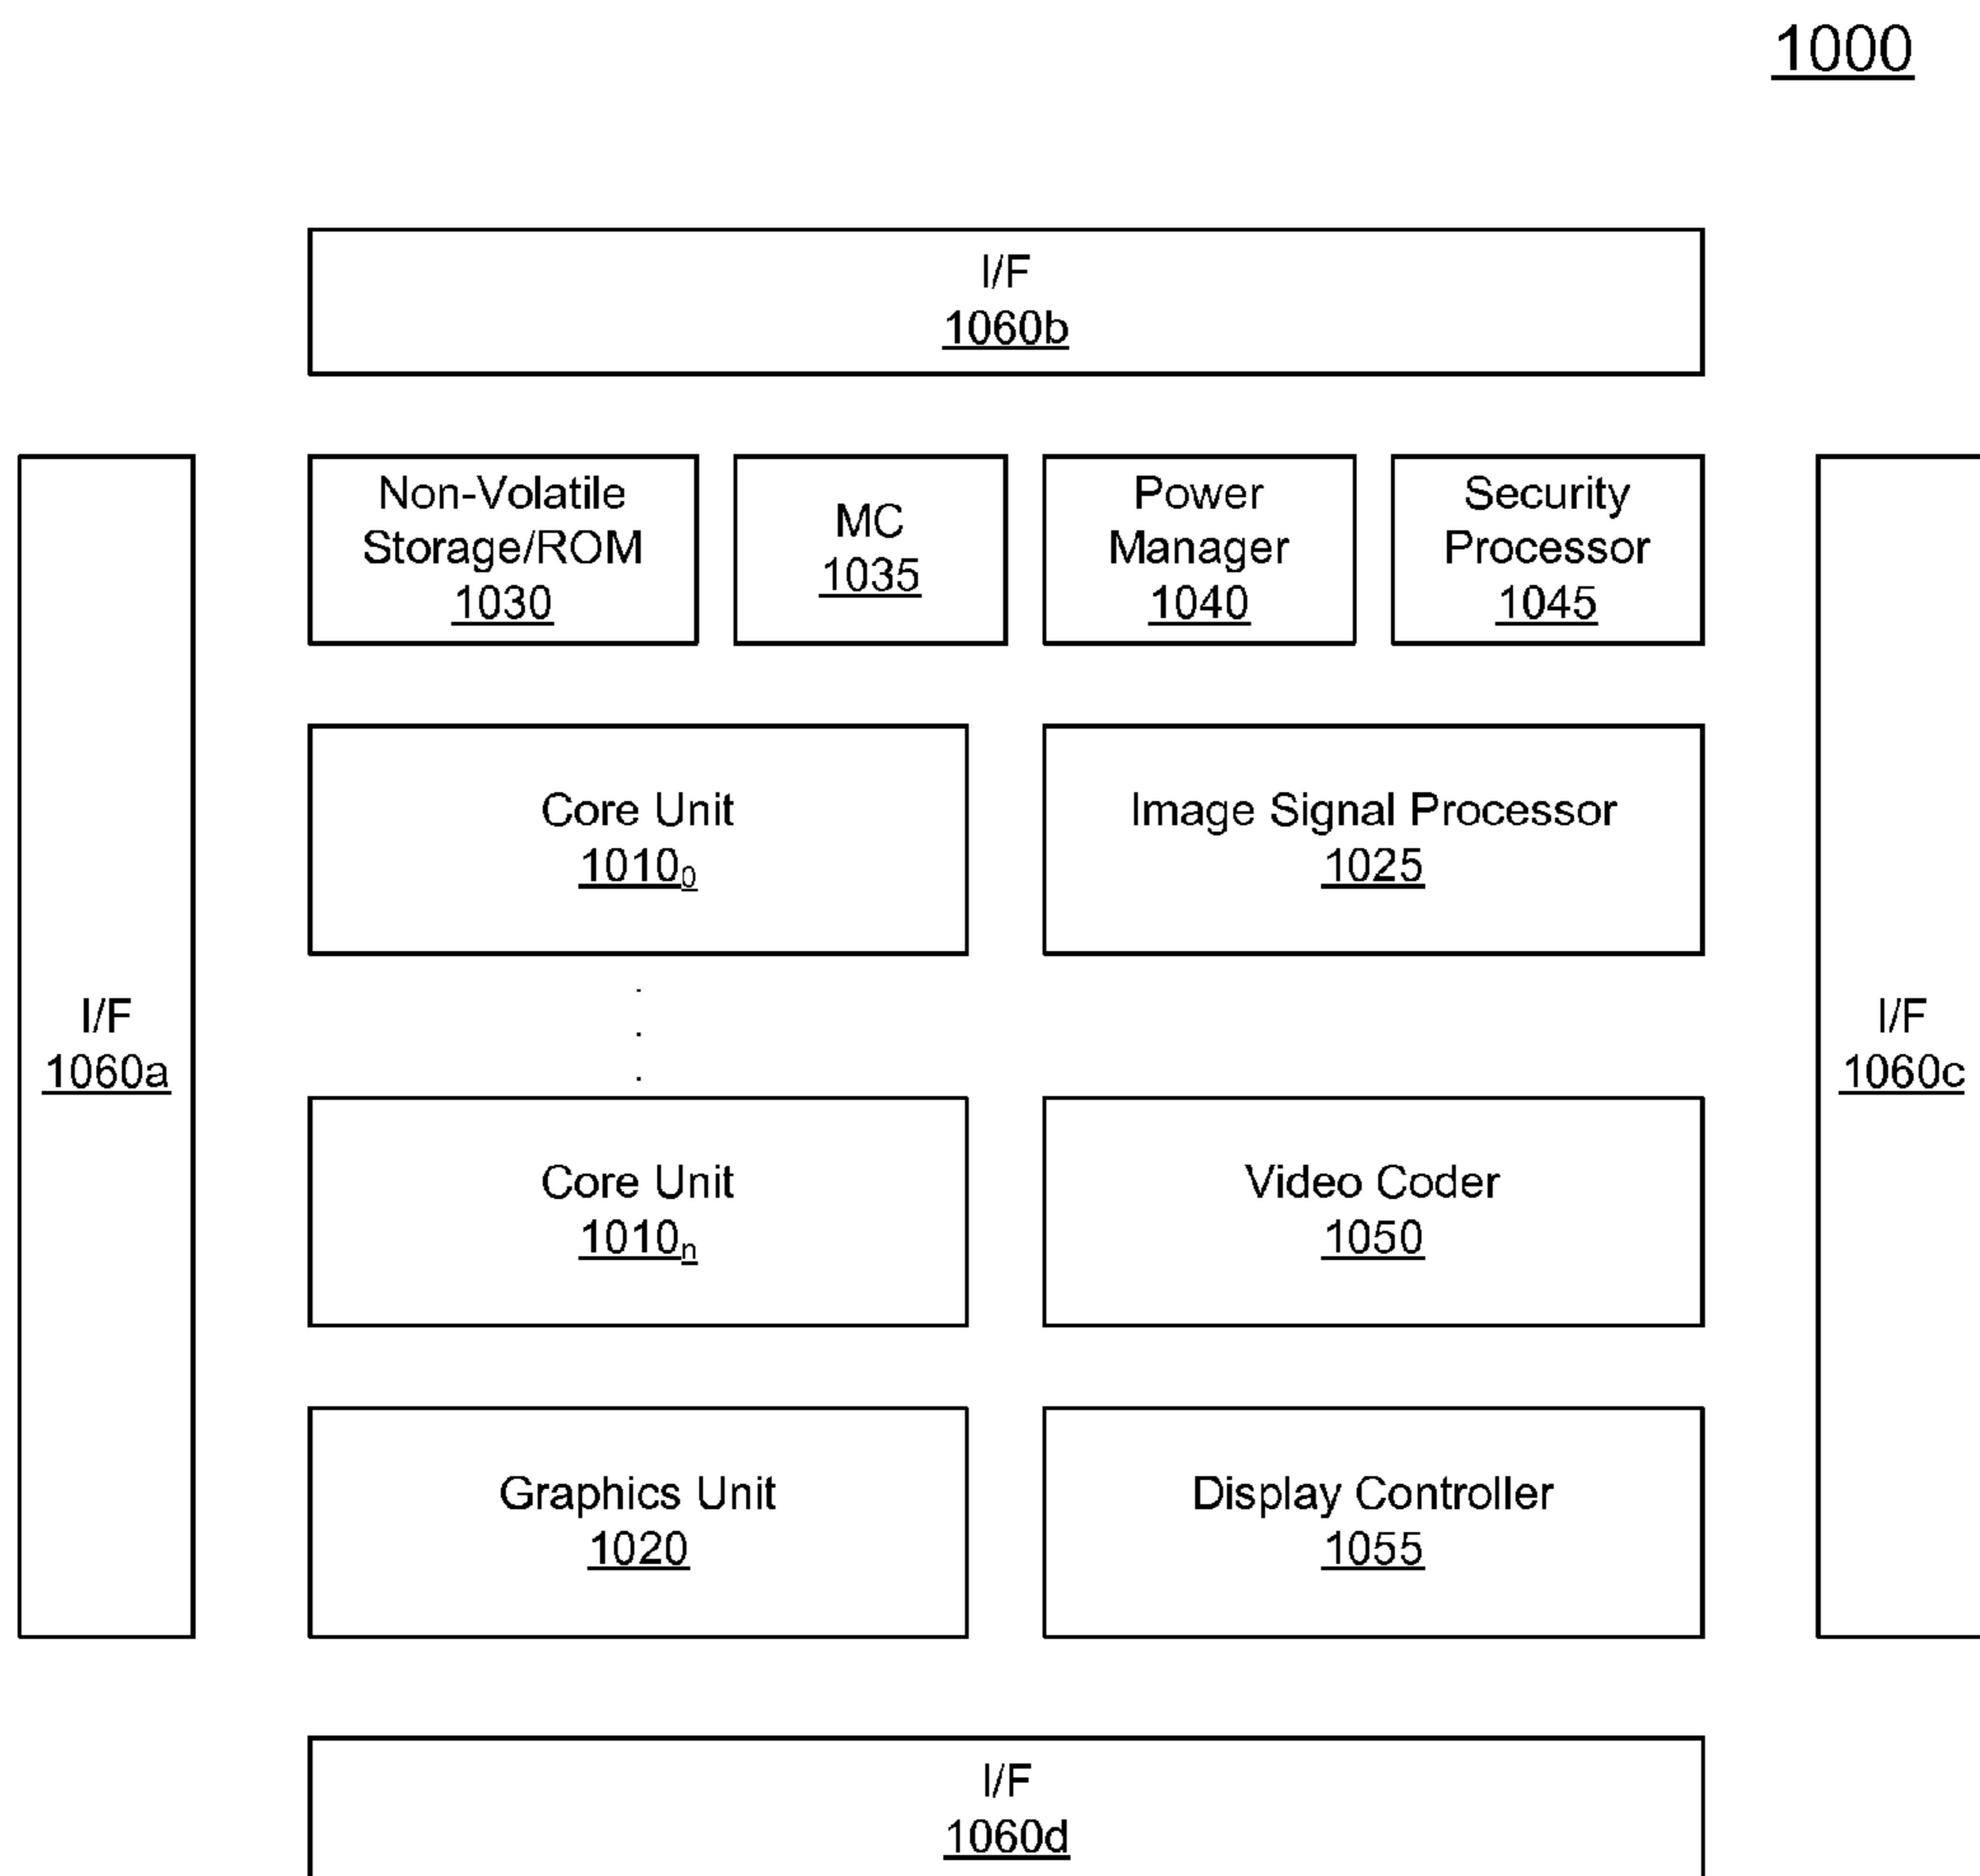 1000
I/F
1060b
Non-Volatile
Storage/ROM
1030
MC
1035
Power
Manager
1040
Security
Processor
1045
Core Unit
1010₀
Image Signal Processor
1025
I/F
1060a
I/F
1060c
Core Unit
1010ₙ
Video Coder
1050
Graphics Unit
1020
Display Controller
1055
I/F
1060d